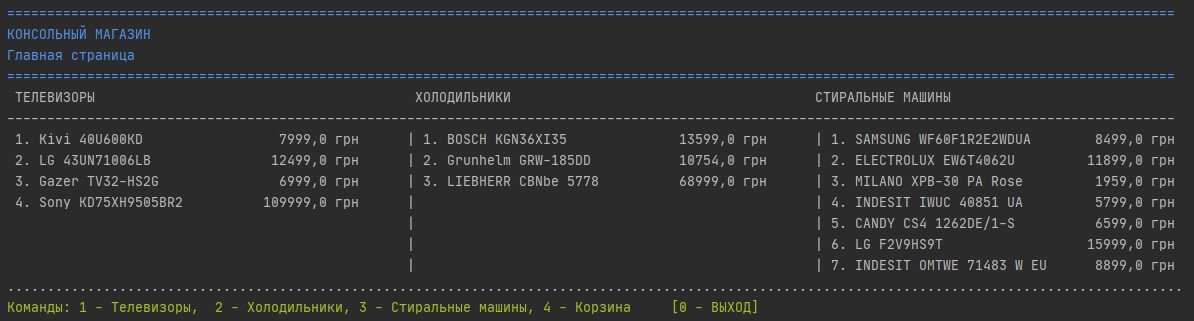 КОНСОЛЬНЫЙ МАГАЗИН
Главная страница
ТЕЛЕВИЗОРЫ ХОЛОДИЛЬНИКИ СТИРАЛЬНЫЕ МАШИНЫ
1. Kivi 40U600KD 7999,0 грн | 1. BOSCH KGN36XI35 13599,0 грн | 1. SAMSUNG WF60F1R2E2WDUA 8499,0 грн
2. LG 43UN71006LB 12499,0 грн | 2. Grunhelm GRW-185DD 10754,0 грн | 2. ELECTROLUX EW6T4062U 11899,0 грн
3. Gazer TV32-HS2G 6999,0 грн | 3. LIEBHERR CBNbe 5778 68999,0 грн | 3. MILANO XPB-30 PA Rose 1959,0 грн
4. Sony KD75XH9505BR2 109999,0 грн | | 4. INDESIT IWUC 40851 UA 5799,0 грн
| | 5. CANDY CS4 1262DE/1-S 6599,0 грн
| | 6. LG F2V9HS9T 15999,0 грн
| | 7. INDESIT OMTWE 71483 W EU 8899,0 грн
Команды: 1 - Телевизоры, 2 - Холодильники, 3 - Стиральные машины, 4 - Корзина [0 - ВЫХОД]